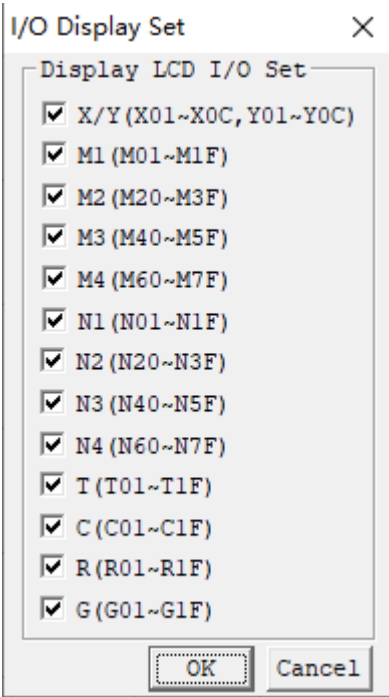 I/O Display Set
Display LCD I/O Set
X/Y(X01~X0C,Y01~Y0C)
M1(M01~M1F)
M2(M20~M3F)
M3(M40~M5F)
M4(M60~M7F)
N1(N01~N1F)
N2(N20~N3F)
N3(N40~N5F)
N4(N60~N7F)
T(T01~T1F)
C(C01~C1F)
R(R01~R1F)
G(G01~G1F)
OK Cancel